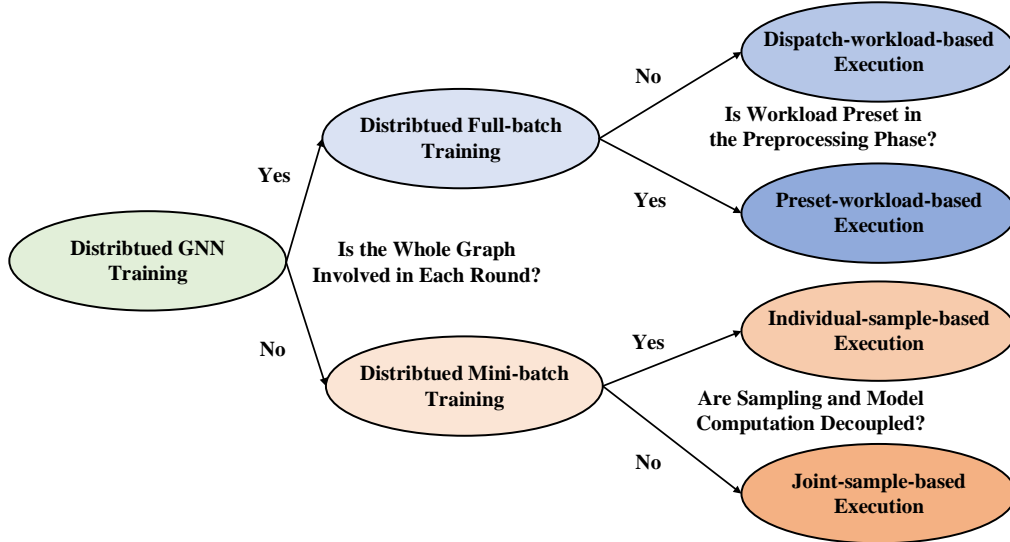 Dispatch-workload-based
Execution
No
Is Workload Preset in
the Preprocessing Phase?
Distribtued Full-batch
Training
Yes
Yes
Preset-workload-based
Execution
Distribtued GNN
Training
Is the Whole Graph
Involved in Each Round?
Individual-sample-based
Execution
No
Yes
Distribtued Mini-batch
Training
Are Sampling and Model
Computation Decoupled?
No
Joint-sample-based
Execution